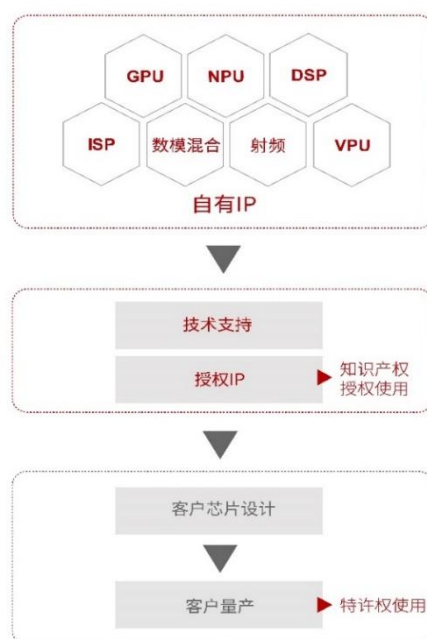 GPU
NPU
DSP
ISP
数模混合
射频
VPU
自有IP
技术支持
授权IP
知识产权
授权使用
客户芯片设计
客户量产
特许权使用